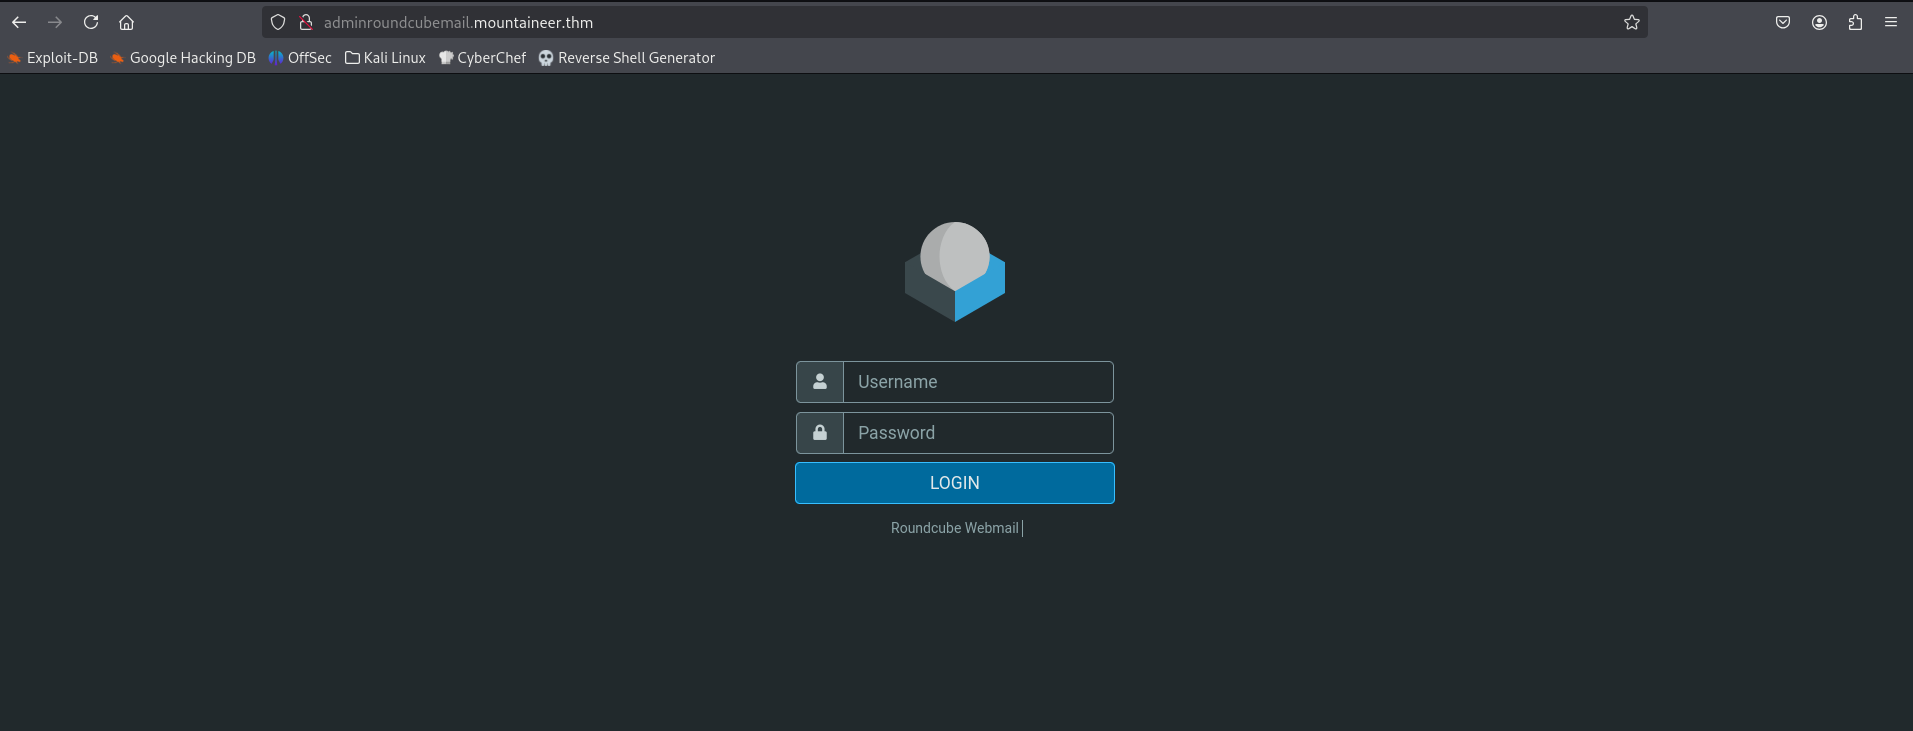 adminroundcubemail.mountaineer.thm
Exploit-DB Google Hacking DB OffSec Kali Linux CyberChef Reverse Shell Generator
Username
Password
LOGIN
Roundcube Webmail